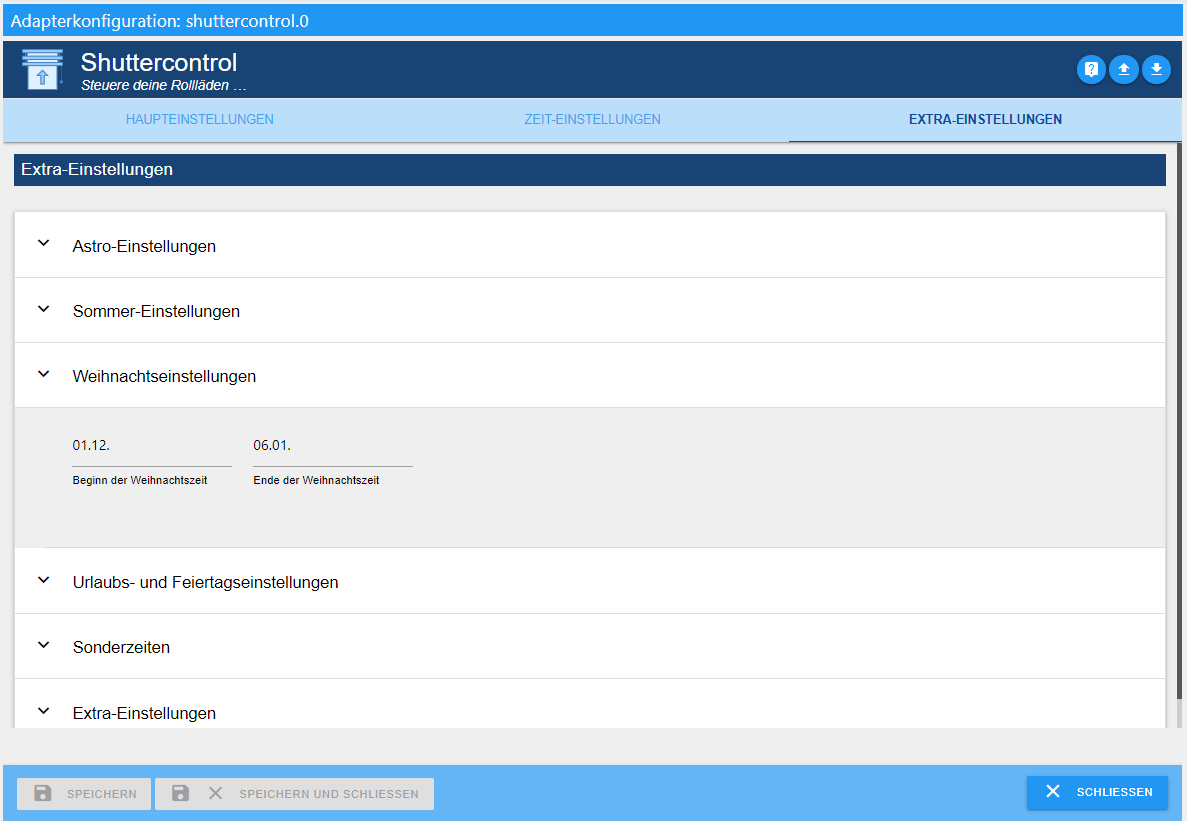 Adapterkonfiguration: shuttercontrol.0
Shuttercontrol
Steuere deine Rollläden …
HAUPTEINSTELLUNGEN ZEIT-EINSTELLUNGEN EXTRA-EINSTELLUNGEN
Extra-Einstellungen
Astro-Einstellungen
Sommer-Einstellungen
Weihnachtseinstellungen
01.12. 06.01.
Beginn der Weihnachtszeit Ende der Weihnachtszeit
Urlaubs- und Feiertagseinstellungen
Sonderzeiten
Extra-Einstellungen
SPEICHERN SPEICHERN UND SCHLIESSEN SCHLIESSEN